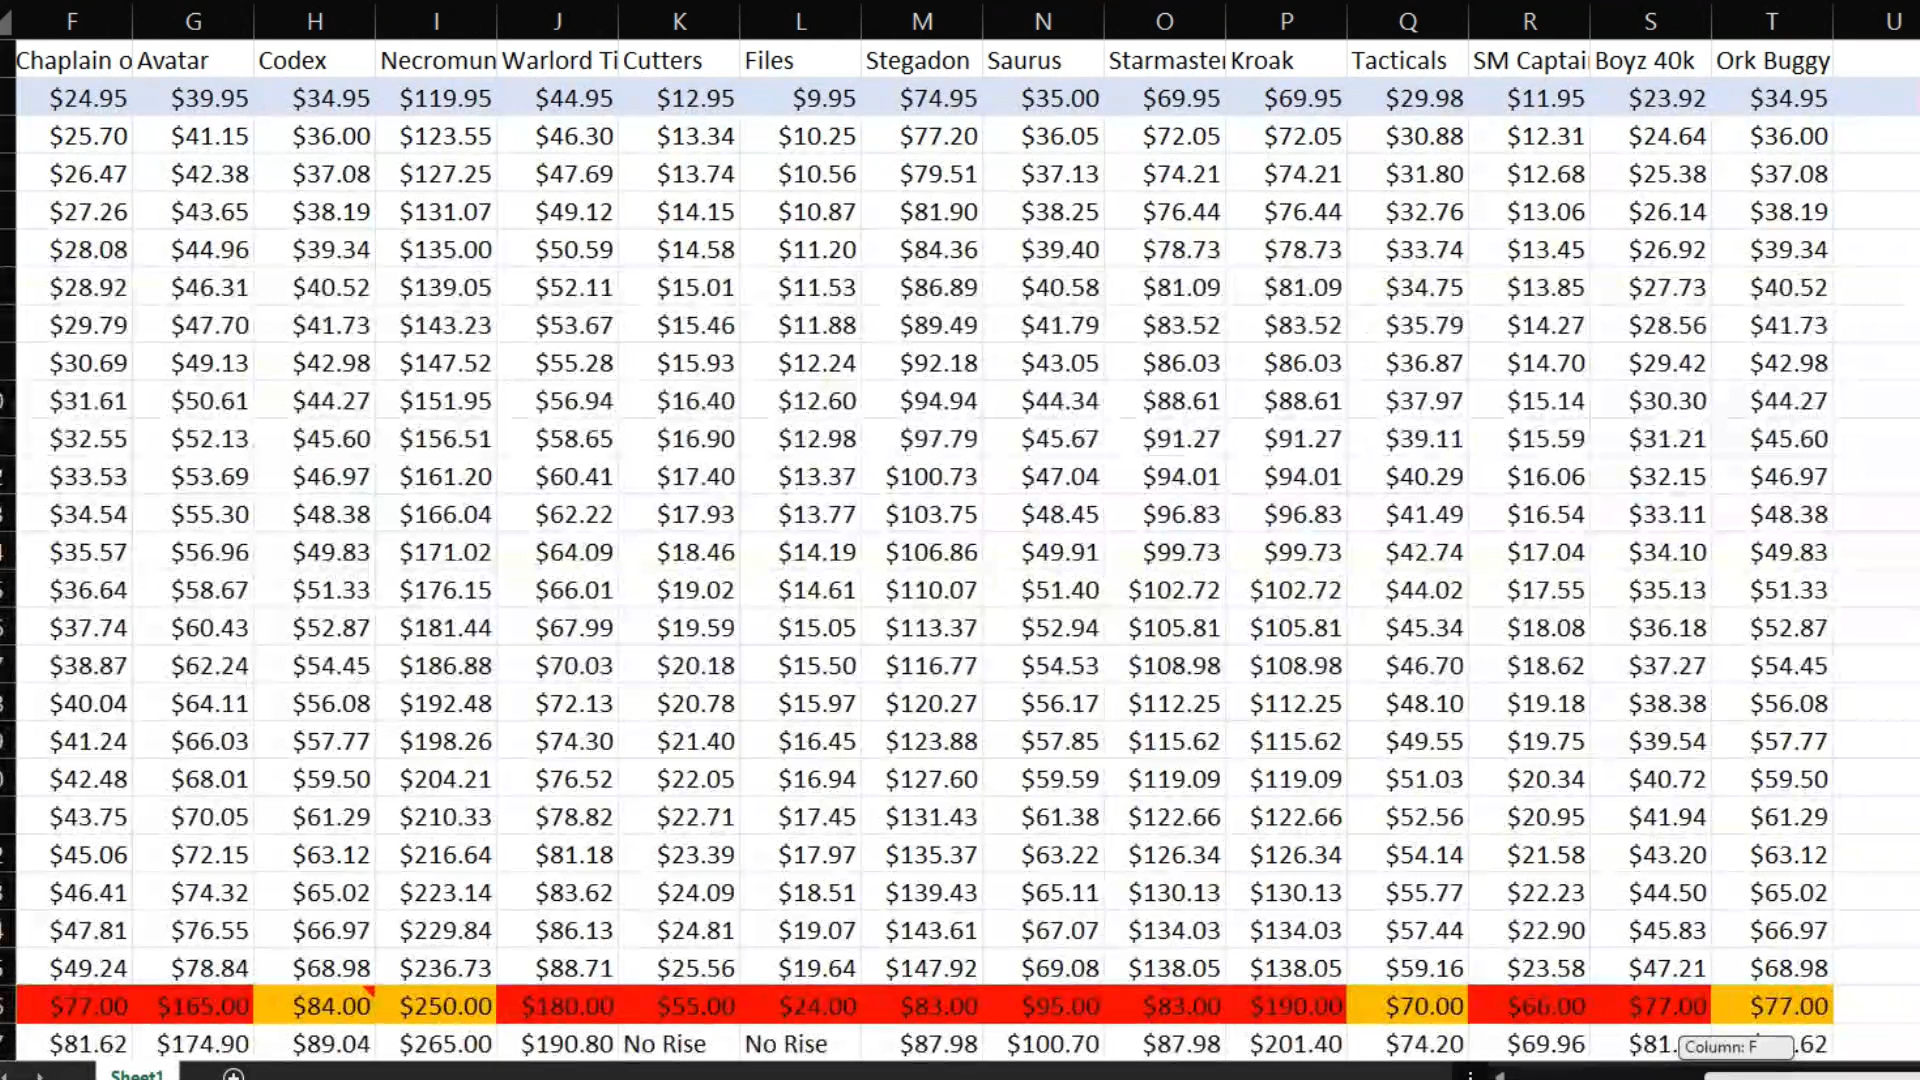 F G H I J K L M N O P Q R S T U
Chaplain o Avatar Codex Necromun Warlord Ti Cutters Files Stegadon Saurus Starmaster Kroak Tacticals SM Captai Boyz 40k Ork Buggy
$24.95 $39.95 $34.95 $119.95 $44.95 $12.95 $9.95 $74.95 $35.00 $69.95 $69.95 $29.98 $11.95 $23.92 $34.95
$25.70 $41.15 $36.00 $123.55 $46.30 $13.34 $10.25 $77.20 $36.05 $72.05 $72.05 $30.88 $12.31 $24.64 $36.00
$26.47 $42.38 $37.08 $127.25 $47.69 $13.74 $10.56 $79.51 $37.13 $74.21 $74.21 $31.80 $12.68 $25.38 $37.08
$27.26 $43.65 $38.19 $131.07 $49.12 $14.15 $10.87 $81.90 $38.25 $76.44 $76.44 $32.76 $13.06 $26.14 $38.19
$28.08 $44.96 $39.34 $135.00 $50.59 $14.58 $11.20 $84.36 $39.40 $78.73 $78.73 $33.74 $13.45 $26.92 $39.34
$28.92 $46.31 $40.52 $139.05 $52.11 $15.01 $11.53 $86.89 $40.58 $81.09 $81.09 $34.75 $13.85 $27.73 $40.52
$29.79 $47.70 $41.73 $143.23 $53.67 $15.46 $11.88 $89.49 $41.79 $83.52 $83.52 $35.79 $14.27 $28.56 $41.73
$30.69 $49.13 $42.98 $147.52 $55.28 $15.93 $12.24 $92.18 $43.05 $86.03 $86.03 $36.87 $14.70 $29.42 $42.98
$31.61 $50.61 $44.27 $151.95 $56.94 $16.40 $12.60 $94.94 $44.34 $88.61 $88.61 $37.97 $15.14 $30.30 $44.27
$32.55 $52.13 $45.60 $156.51 $58.65 $16.90 $12.98 $97.79 $45.67 $91.27 $91.27 $39.11 $15.59 $31.21 $45.60
$33.53 $53.69 $46.97 $161.20 $60.41 $17.40 $13.37 $100.73 $47.04 $94.01 $94.01 $40.29 $16.06 $32.15 $46.97
$34.54 $55.30 $48.38 $166.04 $62.22 $17.93 $13.77 $103.75 $48.45 $96.83 $96.83 $41.49 $16.54 $33.11 $48.38
$35.57 $56.96 $49.83 $171.02 $64.09 $18.46 $14.19 $106.86 $49.91 $99.73 $99.73 $42.74 $17.04 $34.10 $49.83
$36.64 $58.67 $51.33 $176.15 $66.01 $19.02 $14.61 $110.07 $51.40 $102.72 $102.72 $44.02 $17.55 $35.13 $51.33
$37.74 $60.43 $52.87 $181.44 $67.99 $19.59 $15.05 $113.37 $52.94 $105.81 $105.81 $45.34 $18.08 $36.18 $52.87
$38.87 $62.24 $54.45 $186.88 $70.03 $20.18 $15.50 $116.77 $54.53 $108.98 $108.98 $46.70 $18.62 $37.27 $54.45
$40.04 $64.11 $56.08 $192.48 $72.13 $20.78 $15.97 $120.27 $56.17 $112.25 $112.25 $48.10 $19.18 $38.38 $56.08
$41.24 $66.03 $57.77 $198.26 $74.30 $21.40 $16.45 $123.88 $57.85 $115.62 $115.62 $49.55 $19.75 $39.54 $57.77
$42.48 $68.01 $59.50 $204.21 $76.52 $22.05 $16.94 $127.60 $59.59 $119.09 $119.09 $51.03 $20.34 $40.72 $59.50
$43.75 $70.05 $61.29 $210.33 $78.82 $22.71 $17.45 $131.43 $61.38 $122.66 $122.66 $52.56 $20.95 $41.94 $61.29
$45.06 $72.15 $63.12 $216.64 $81.18 $23.39 $17.97 $135.37 $63.22 $126.34 $126.34 $54.14 $21.58 $43.20 $63.12
$46.41 $74.32 $65.02 $223.14 $83.62 $24.09 $18.51 $139.43 $65.11 $130.13 $130.13 $55.77 $22.23 $44.50 $65.02
$47.81 $76.55 $66.97 $229.84 $86.13 $24.81 $19.07 $143.61 $67.07 $134.03 $134.03 $57.44 $22.90 $45.83 $66.97
$49.24 $78.84 $68.98 $236.73 $88.71 $25.56 $19.64 $147.92 $69.08 $138.05 $138.05 $59.16 $23.58 $47.21 $68.98
$77.00 $165.00 $84.00 $250.00 $180.00 $55.00 $24.00 $83.00 $95.00 $83.00 $190.00 $70.00 $66.00 $77.00 $77.00
$81.62 $174.90 $89.04 $265.00 $190.80 No Rise No Rise $87.98 $100.70 $87.98 $201.40 $74.20 $69.96 $81. .62
Column: F
Sheet1